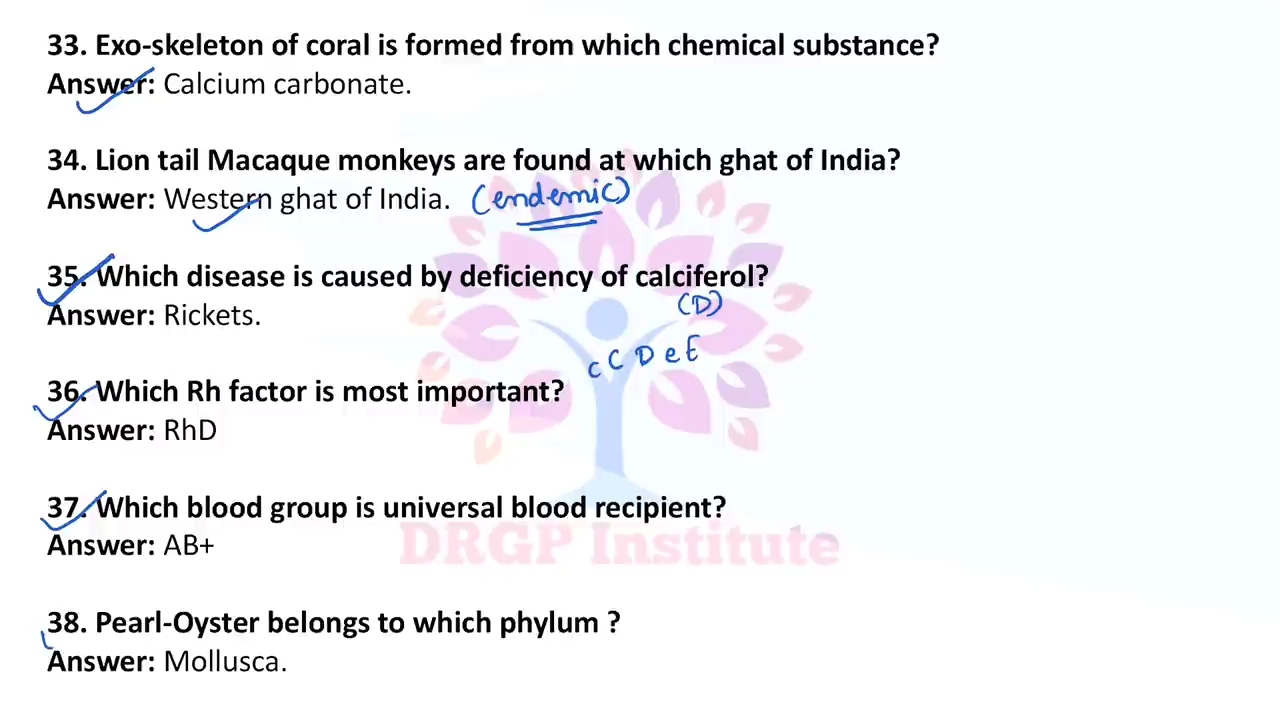 33. Exo-skeleton of coral is formed from which chemical substance?
Answer: Calcium carbonate.
34. Lion tail Macaque monkeys are found at which ghat of India?
Answer: Western ghat of India. (endemic)
35. Which disease is caused by deficiency of calciferol?
(D)
Answer: Rickets.
c C D e E
36. Which Rh factor is most important?
Answer: RhD
37. Which blood group is universal blood recipient?
Answer: AB+
DRGP Institute
38. Pearl-Oyster belongs to which phylum ?
Answer: Mollusca.